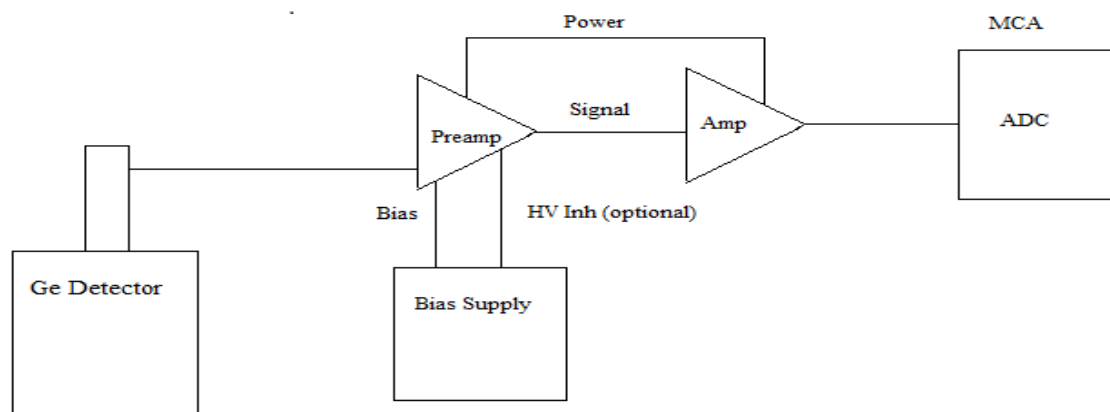 MCA
Power
Signal
Preamp
Amp
ADC
Bias
HV Inh (optional)
Ge Detector
Bias Supply